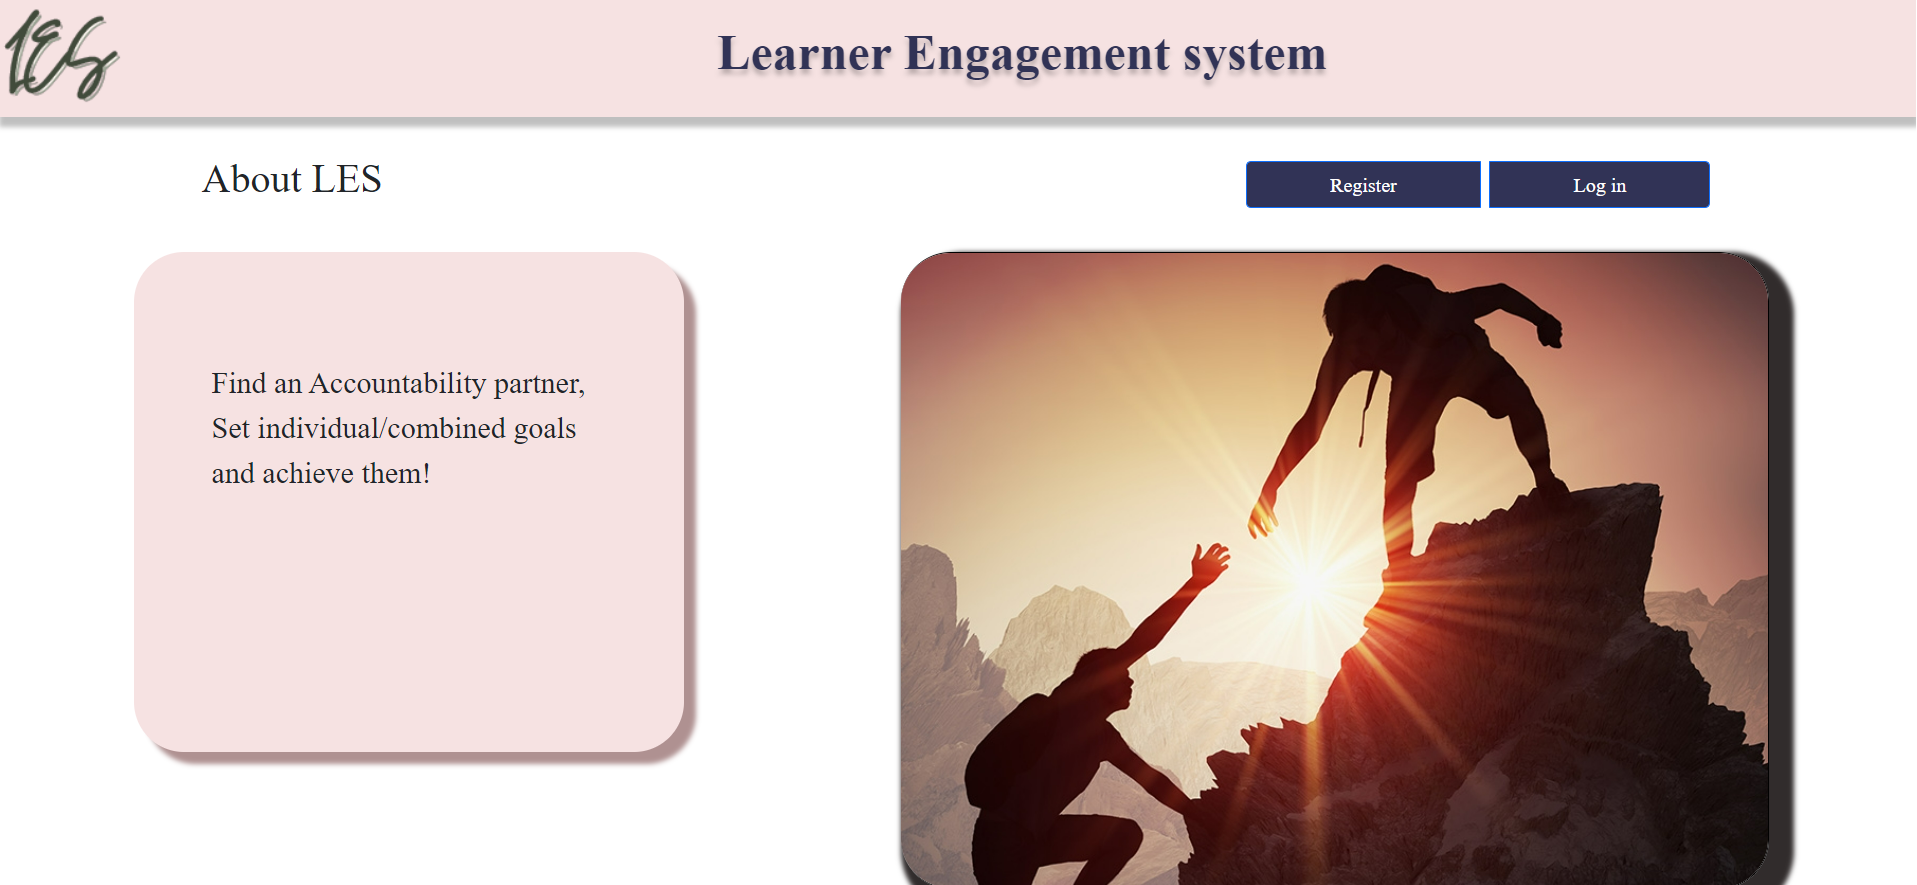 LES
Learner Engagement system
About LES
Register
Log in
Find an Accountability partner,
Set individual/combined goals
and achieve them!